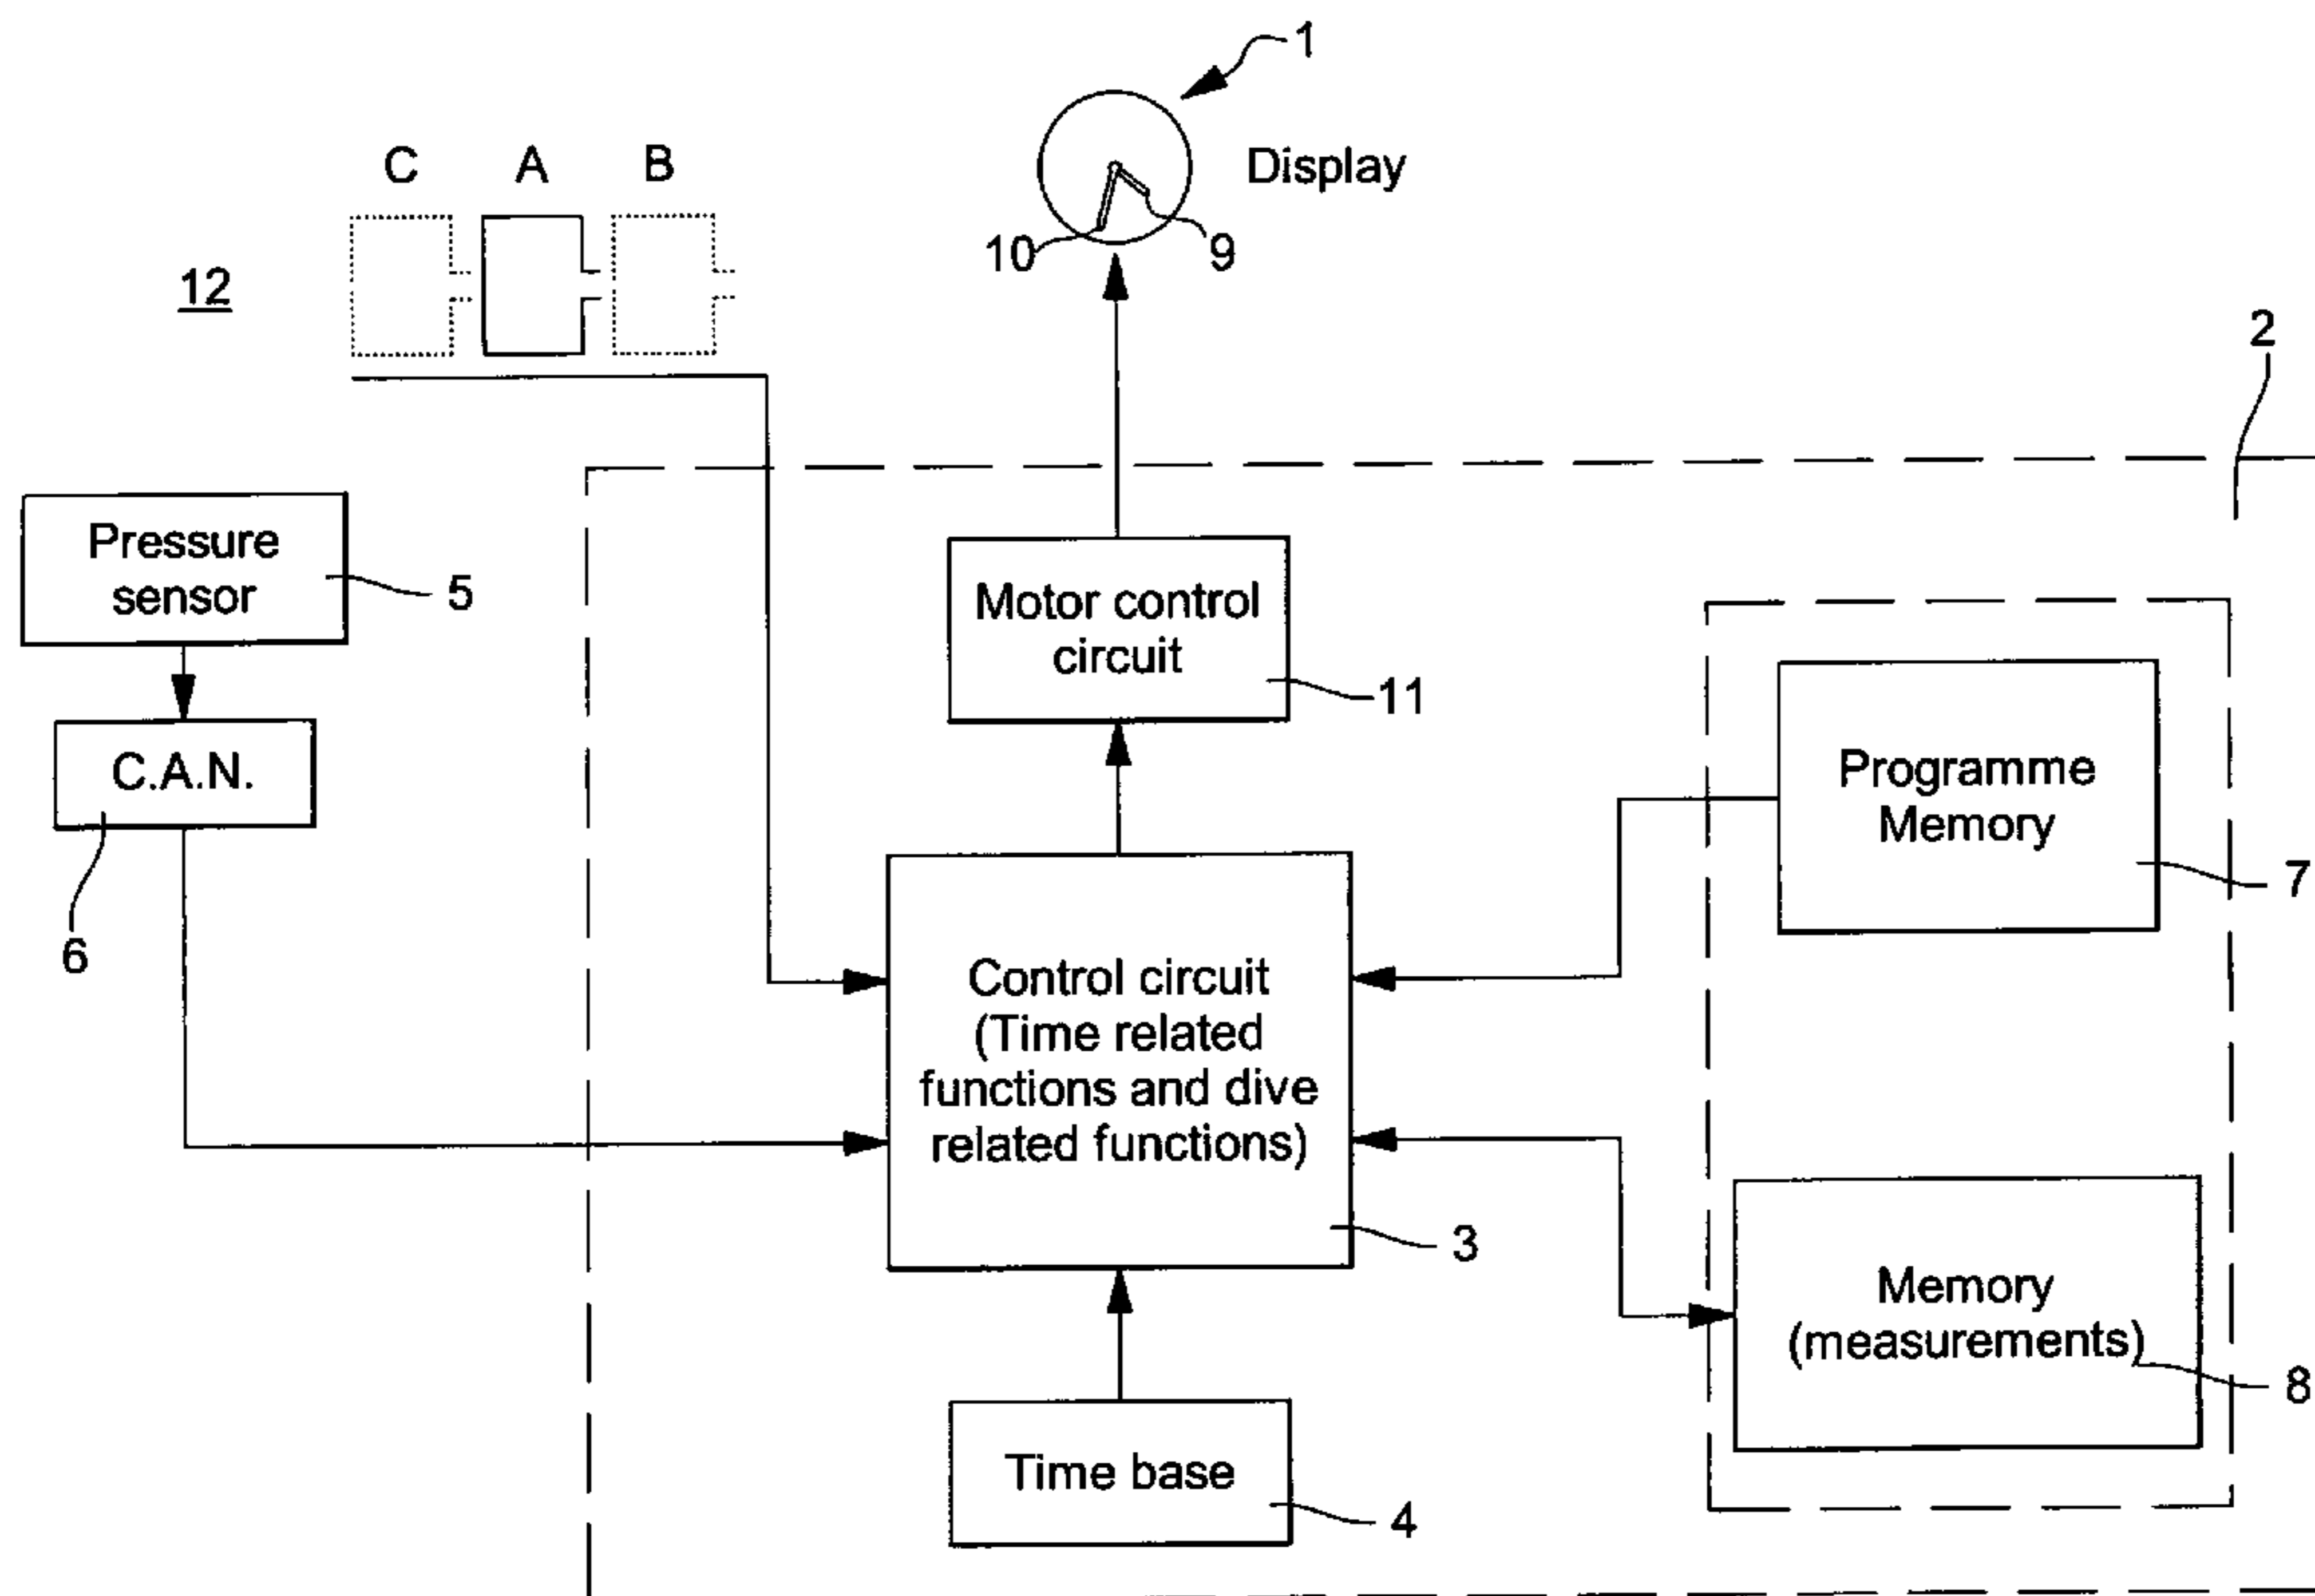 1
C A B
Display
10
9
12
2
Pressure
sensor
5
Motor control
circuit
11
C.A.N.
6
Programme
Memory
7
Control circuit
(Time related
functions and dive
related functions)
3
Memory
(measurements)
8
Time base
4